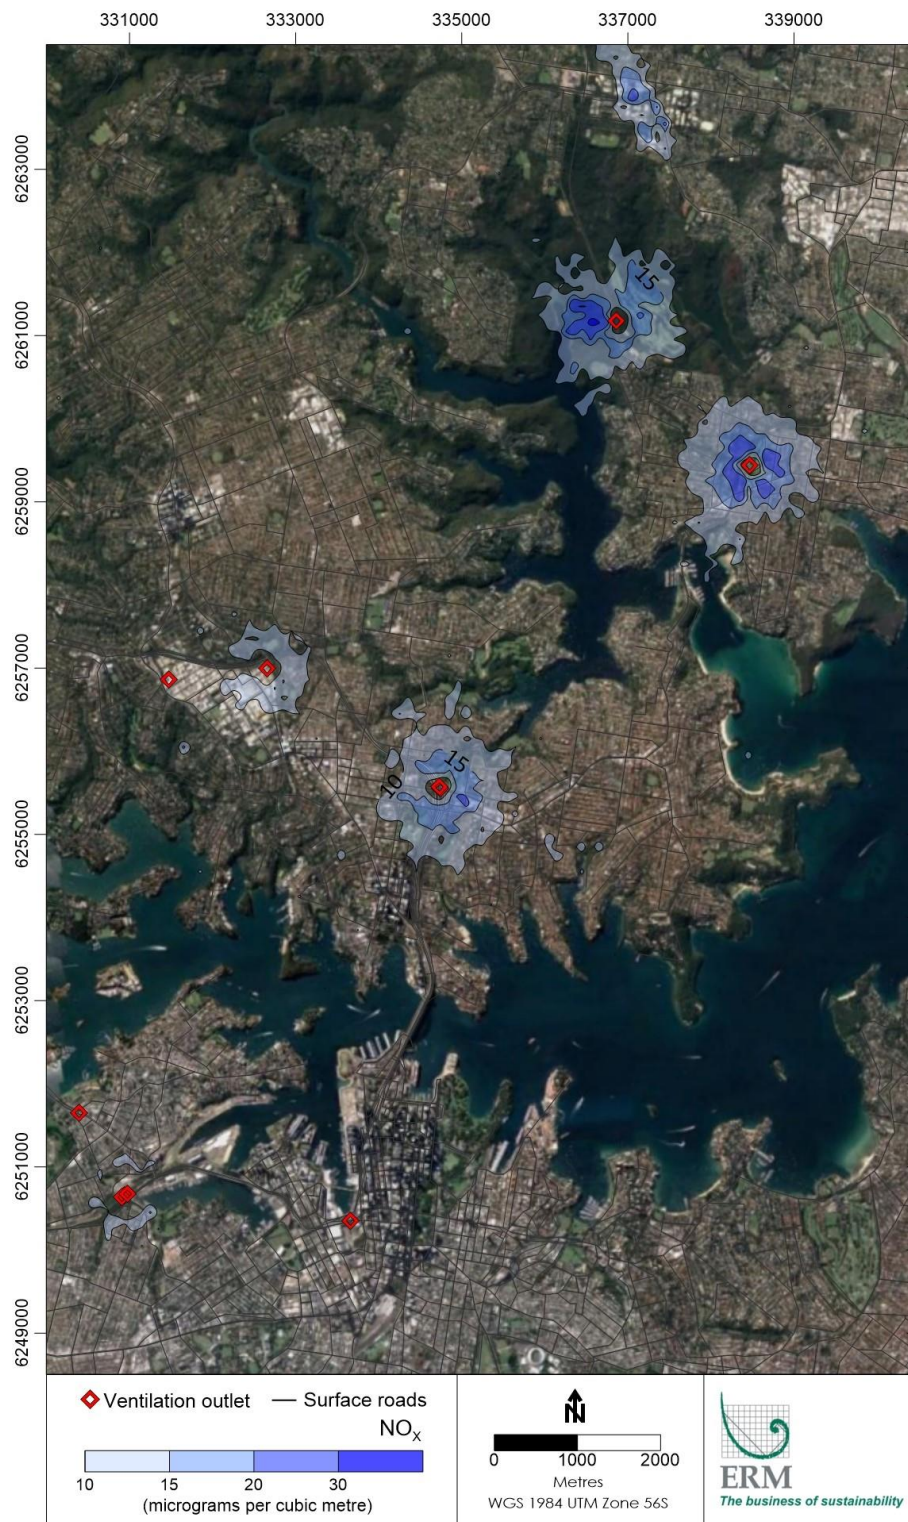 331000 333000 335000 337000 339000
6263000
6261000
6259000
6257000
6255000
6253000
6251000
6249000
15
15
10
Ventilation outlet Surface roads
NOX
10 15 20 30
(micrograms per cubic metre)
N
0 1000 2000
Metres
WGS 1984 UTM Zone 56S
ERM
The business of sustainability